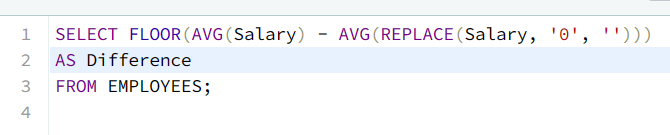 1 SELECT FLOOR(AVG(Salary) - AVG(REPLACE(Salary, '0', '')))
2 AS Difference
3 FROM EMPLOYEES;
4